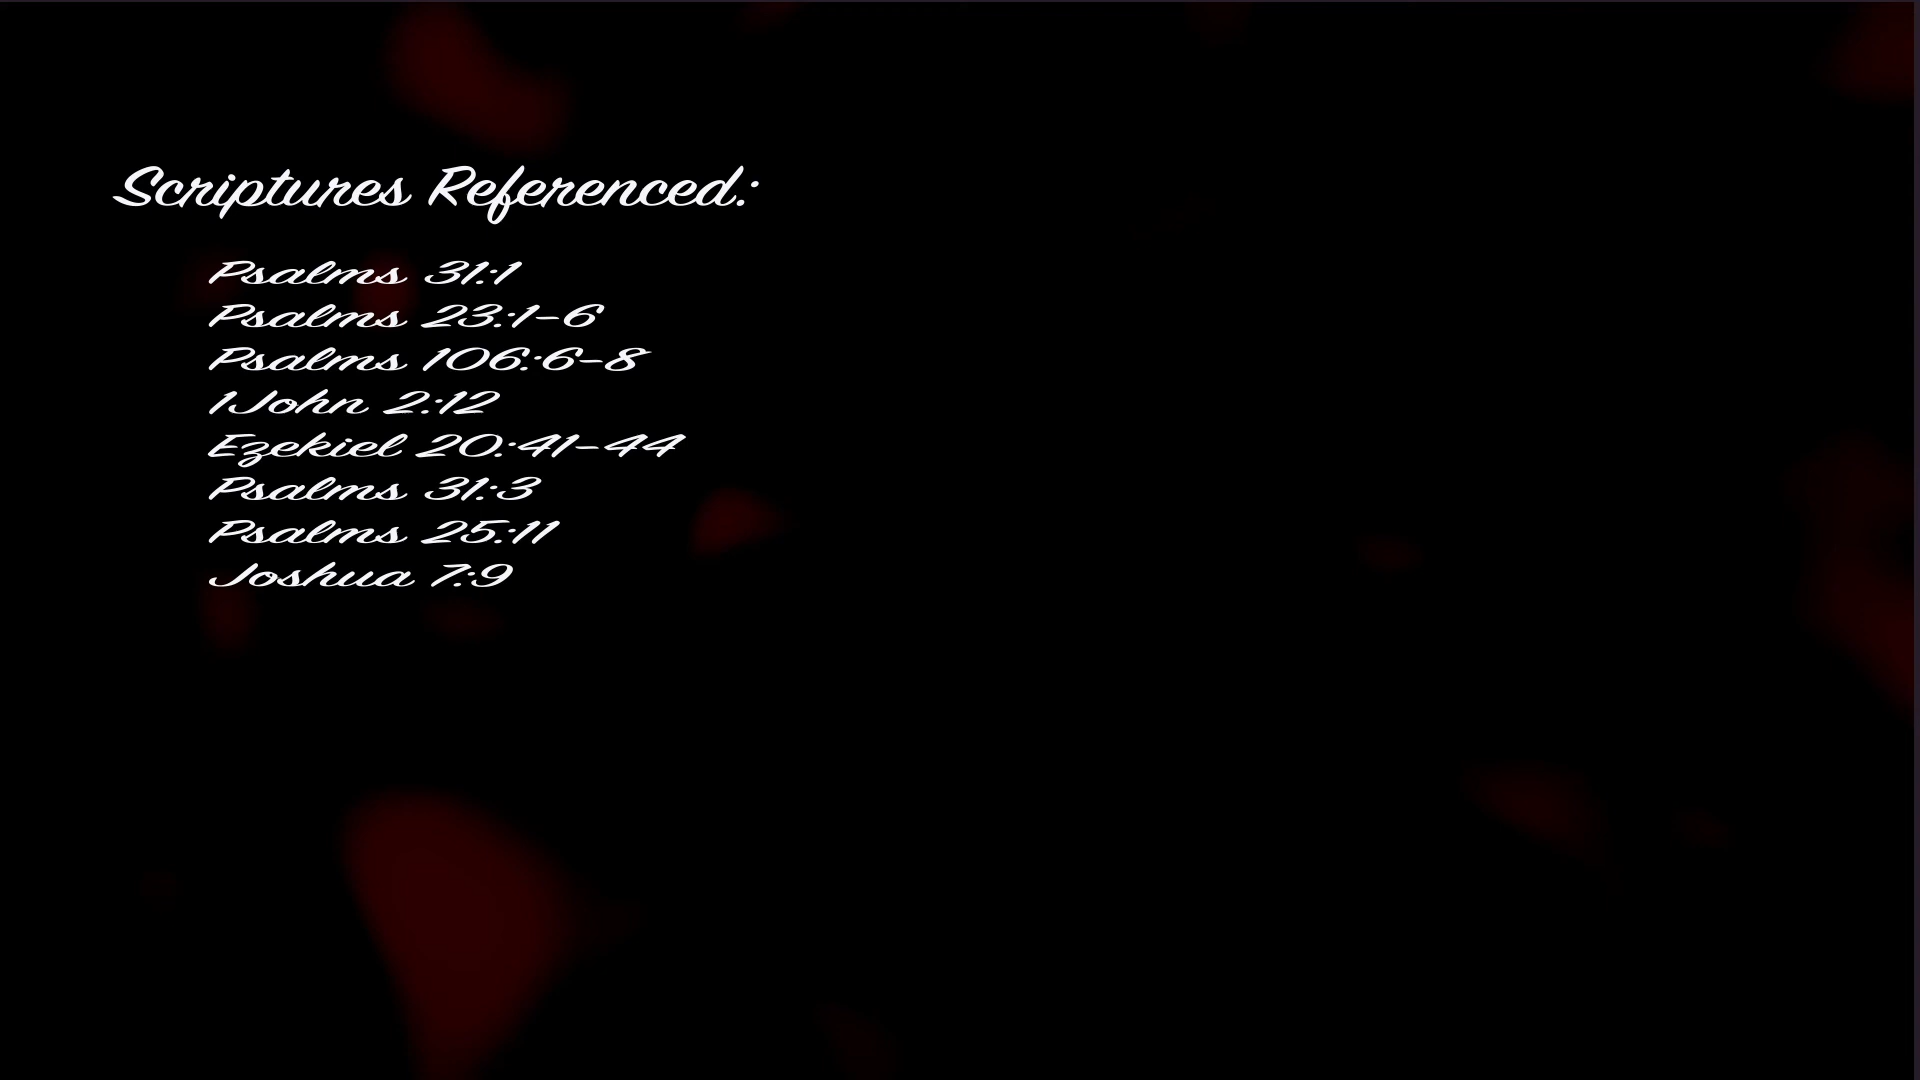 Scriptures Referenced:
Psalms 31:1
Psalms 23:1-6
Psalms 106:6-8
1John 2:12
Ezekiel 20:41-44
Psalms 31:3
Psalms 25:11
Joshua 7:9